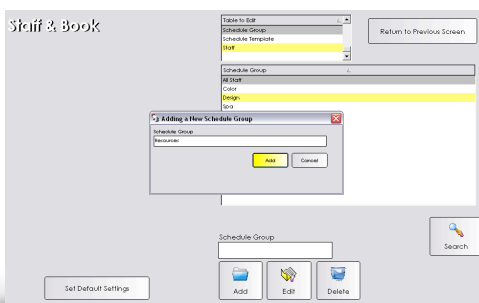 Staff & Book
Table to Edit
Schedule Group
Schedule Template
Staff
Return to Previous Screen
Schedule Group
All Staff
Color
Design
Spa
Adding a New Schedule Group
Schedule Group
Recources
Add
Cancel
Schedule Group
Search
Add
Edit
Delete
Set Default Settings